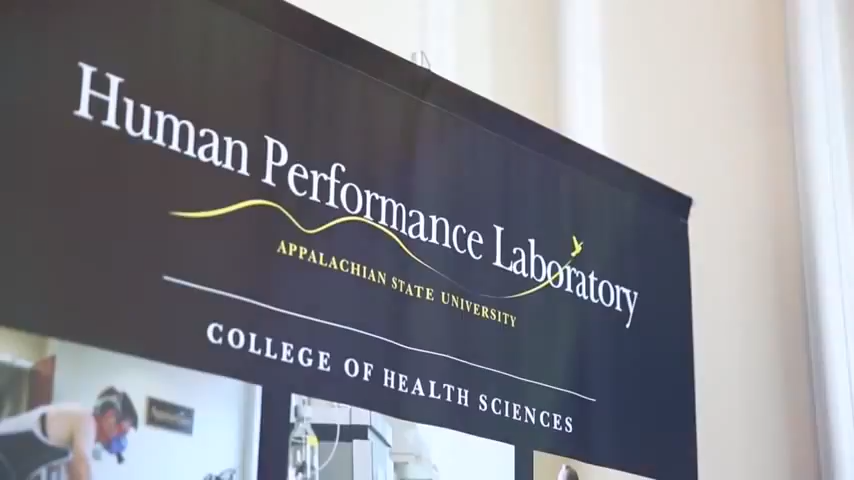 Human Performance Laboratory
APPALACHIAN STATE UNIVERSITY
COLLEGE OF HEALTH SCIENCES